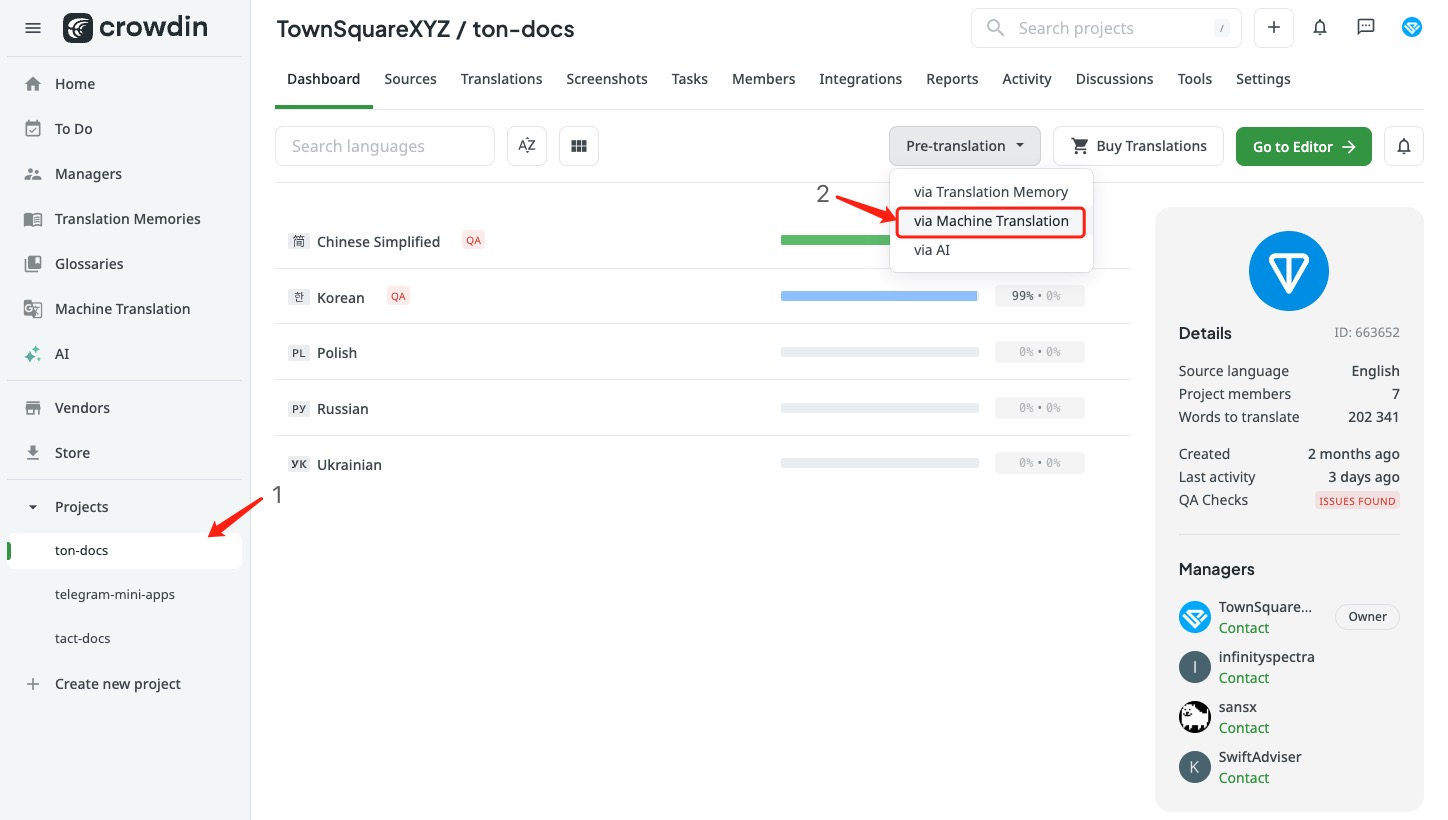 crowdin
TownSquareXYZ / ton-docs
Search projects
/
Home
To Do
Managers
Translation Memories
Glossaries
Machine Translation
AI
Vendors
Store
Projects
ton-docs
telegram-mini-apps
tact-docs
Create new project
1
Dashboard Sources Translations Screenshots Tasks Members Integrations Reports Activity Discussions Tools Settings
Search languages
AZ
Pre-translation
Buy Translations
Go to Editor
via Translation Memory
via Machine Translation
via AI
2
简 Chinese Simplified QA
한 Korean QA 99% • 0%
PL Polish 0% • 0%
РУ Russian 0% • 0%
УК Ukrainian 0% • 0%
Details ID: 663652
Source language English
Project members 7
Words to translate 202 341
Created 2 months ago
Last activity 3 days ago
QA Checks ISSUES FOUND
Managers
TownSquare... Owner
Contact
I infinityspectra
Contact
sansx
Contact
K SwiftAdviser
Contact